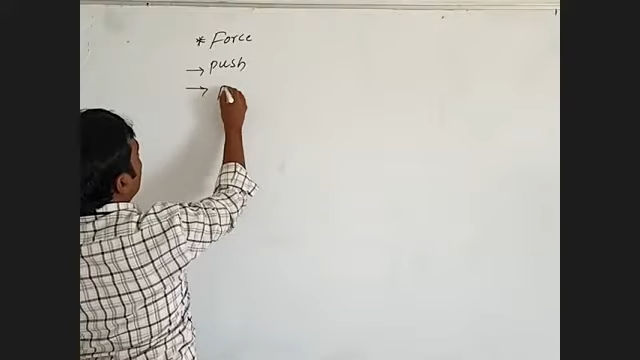 * Force
→ push
→